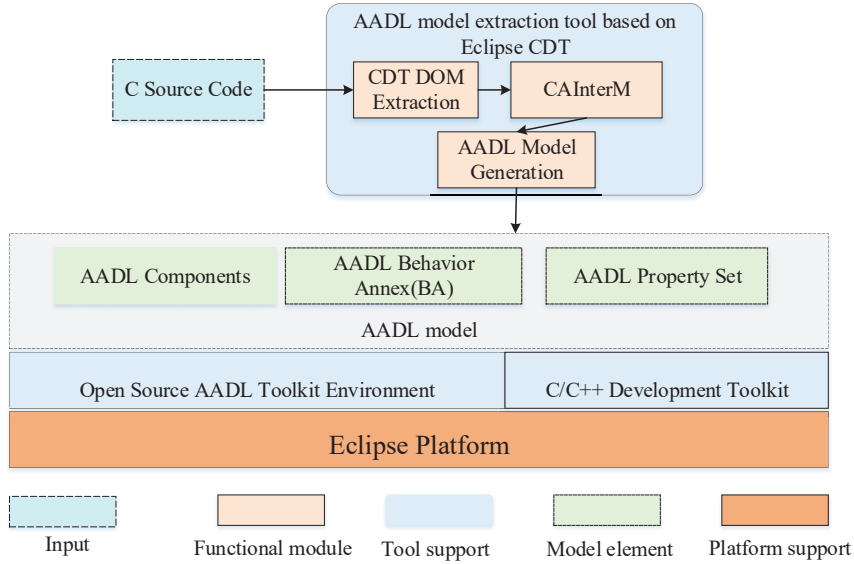 AADL model extraction tool based on
Eclipse CDT
C Source Code
CDT DOM
Extraction
CAInterM
AADL Model
Generation
AADL Components
AADL Behavior
Annex(BA)
AADL Property Set
AADL model
Open Source AADL Toolkit Environment
C/C++ Development Toolkit
Eclipse Platform
Input
Functional module
Tool support
Model element
Platform support